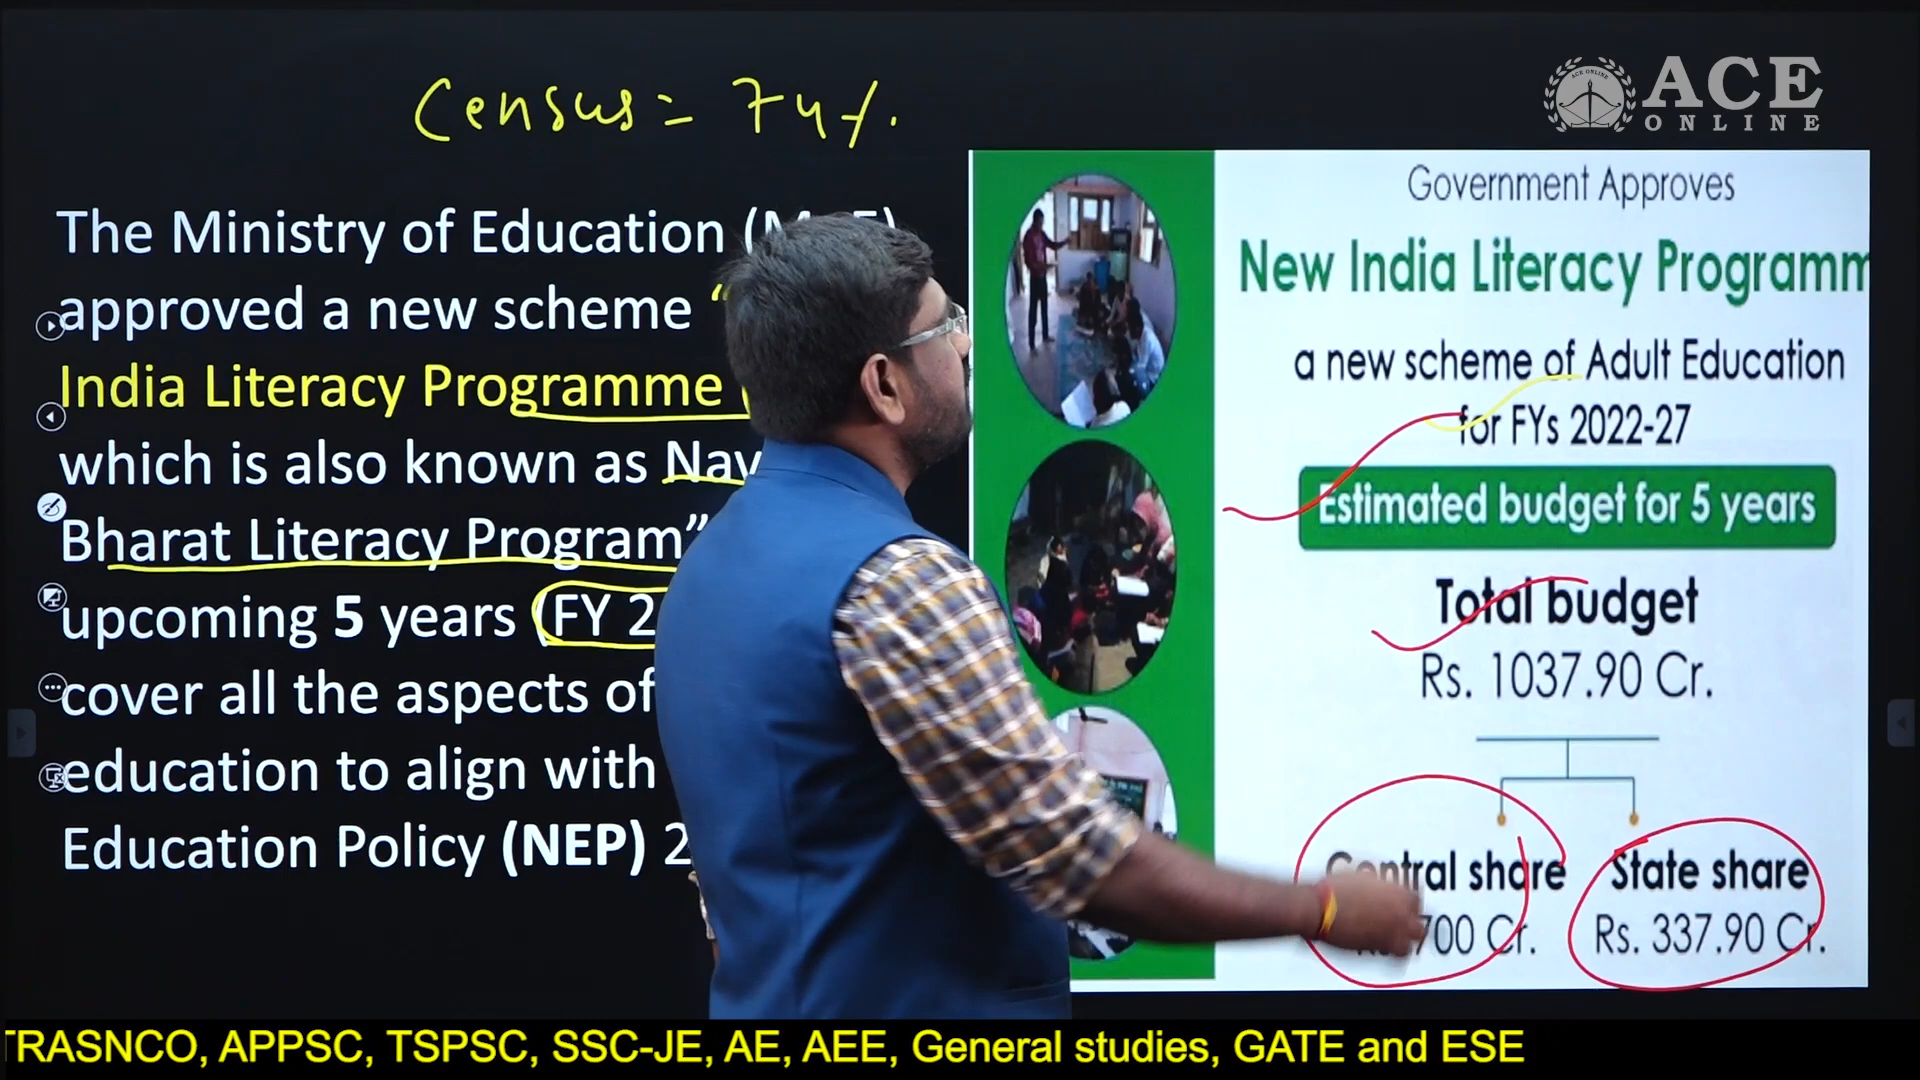 Census = 74%.
ACE
ONLINE
The Ministry of Education
approved a new scheme “
India Literacy Programme (
which is also known as Nav
Bharat Literacy Program”
upcoming 5 years (FY 2
cover all the aspects of
education to align with
Education Policy (NEP) 2
Government Approves
New India Literacy Programm
a new scheme of Adult Education
for FYs 2022-27
Estimated budget for 5 years
Total budget
Rs. 1037.90 Cr.
Central share State share
700 Cr. Rs. 337.90 Cr.
TRASNCO, APPSC, TSPSC, SSC-JE, AE, AEE, General studies, GATE and ESE